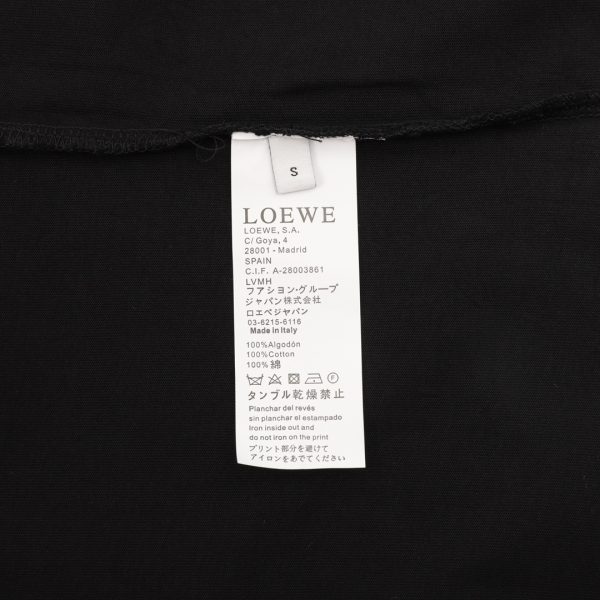 S
LOEWE
LOEWE, S.A.
C/ Goya, 4
28001 - Madrid
SPAIN
C.I.F. A-28003861
LVMH
ファション・グループ
ジャパン株式会社
ロエベジャパン
03-6215-6116
Made in Italy
100%Algodón
100%Cotton
100% 綿
タンブル乾燥禁止
Planchar del revés
sin planchar el estampado
Iron inside out and
do not iron on the print
プリント部分を避けて
アイロンをあでてください